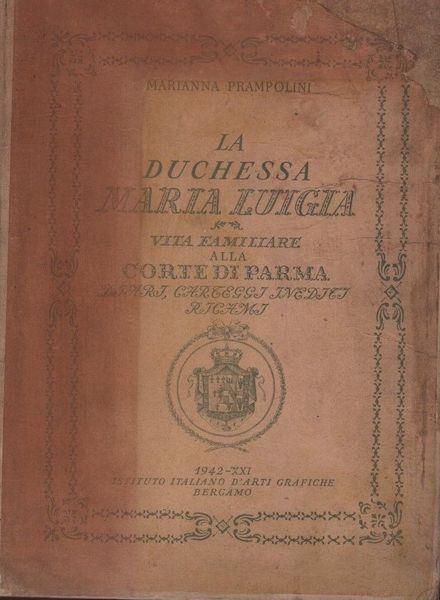 MARIANNA PRAMPOLINI
LA
DUCHESSA
MARIA LUIGIA
VITA FAMILIARE
ALLA
CORTE DI PARMA
DIARI, CARTEGGI INEDITI
RICAMI
1942-XXI
ISTITUTO ITALIANO D'ARTI GRAFICHE
BERGAMO